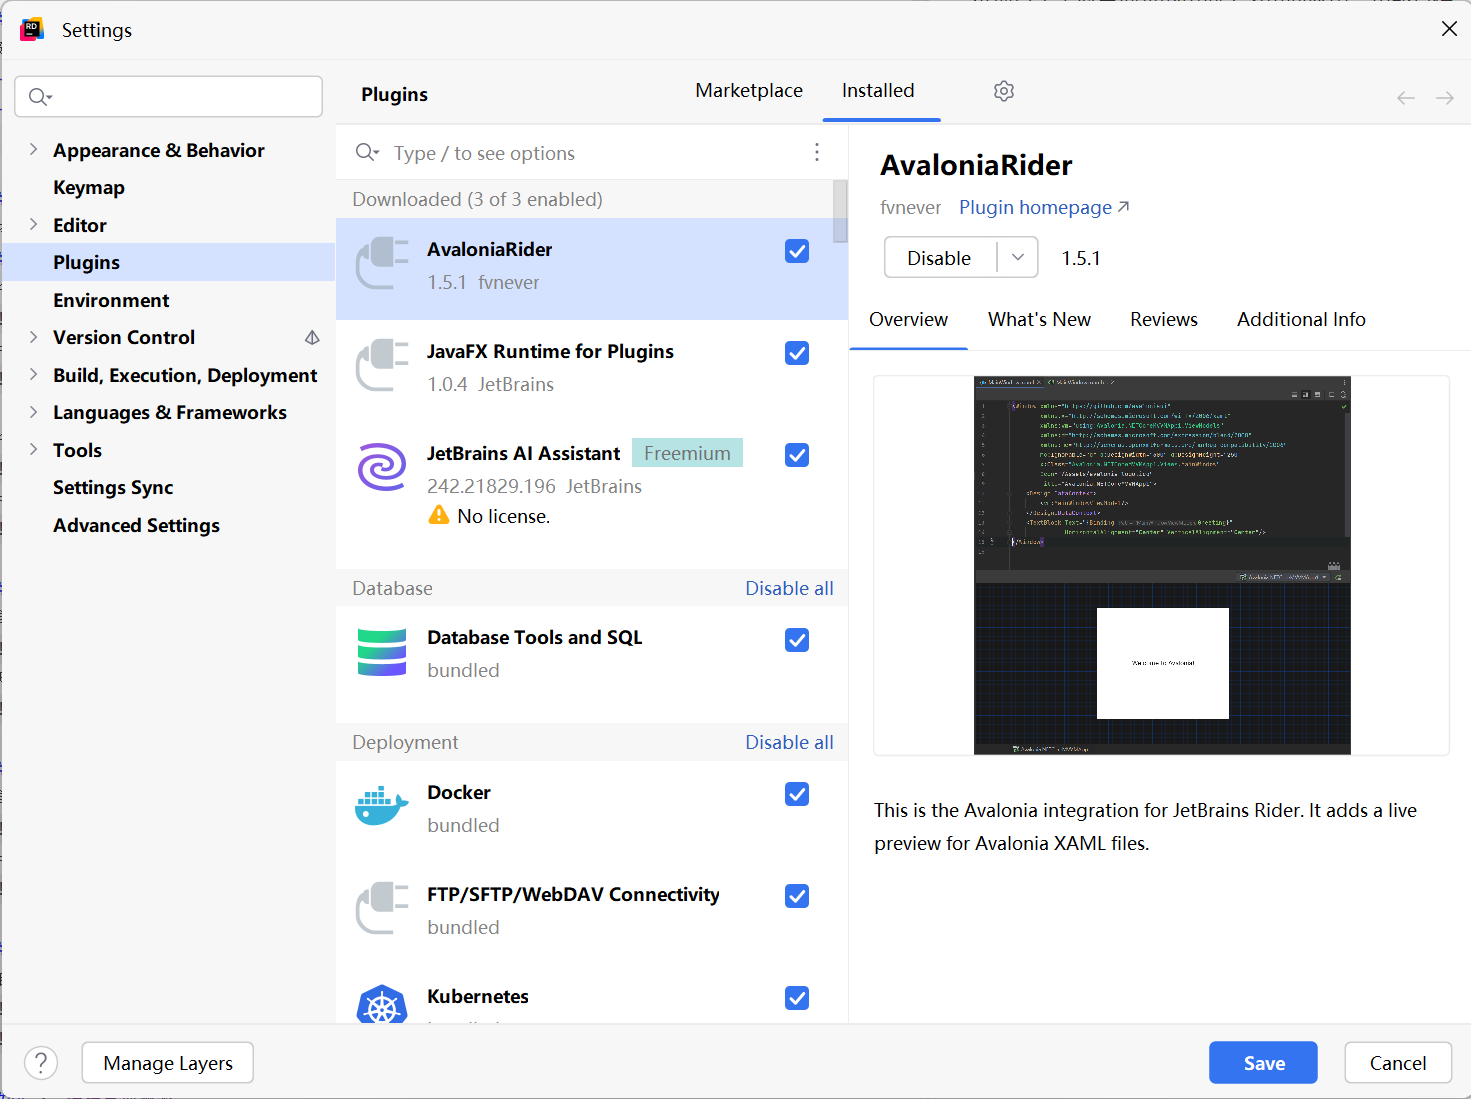 RD
Settings
Plugins
Marketplace
Installed
Appearance & Behavior
Keymap
Editor
Plugins
Environment
Version Control
Build, Execution, Deployment
Languages & Frameworks
Tools
Settings Sync
Advanced Settings
Type / to see options
Downloaded (3 of 3 enabled)
AvaloniaRider
1.5.1 fvnever
JavaFX Runtime for Plugins
1.0.4 JetBrains
JetBrains AI Assistant Freemium
242.21829.196 JetBrains
No license.
Database Disable all
Database Tools and SQL
bundled
Deployment Disable all
Docker
bundled
FTP/SFTP/WebDAV Connectivity
bundled
Kubernetes
AvaloniaRider
fvnever Plugin homepage
Disable 1.5.1
Overview What's New Reviews Additional Info
Welcome to Avalonia!
This is the Avalonia integration for JetBrains Rider. It adds a live
preview for Avalonia XAML files.
?
Manage Layers
Save
Cancel